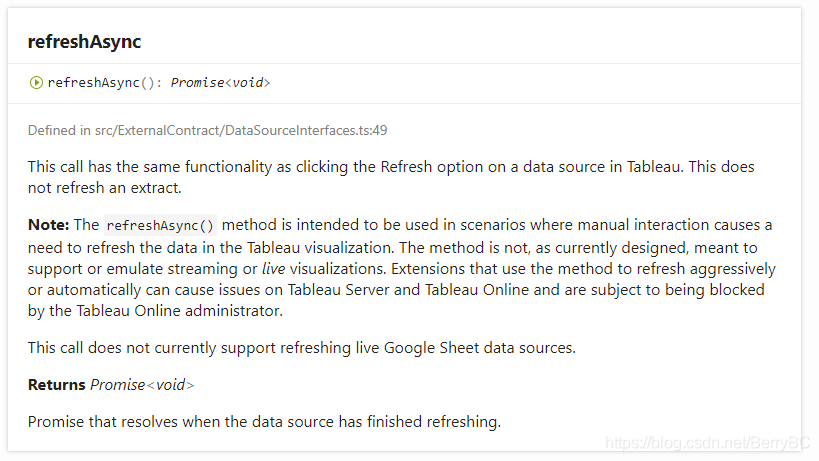 refreshAsync
refreshAsync(): Promise<void>
Defined in src/ExternalContract/DataSourceInterfaces.ts:49
This call has the same functionality as clicking the Refresh option on a data source in Tableau. This does
not refresh an extract.
Note: The refreshAsync() method is intended to be used in scenarios where manual interaction causes a
need to refresh the data in the Tableau visualization. The method is not, as currently designed, meant to
support or emulate streaming or live visualizations. Extensions that use the method to refresh aggressively
or automatically can cause issues on Tableau Server and Tableau Online and are subject to being blocked
by the Tableau Online administrator.
This call does not currently support refreshing live Google Sheet data sources.
Returns Promise<void>
Promise that resolves when the data source has finished refreshing.
https://blog.csdn.net/BerryBC